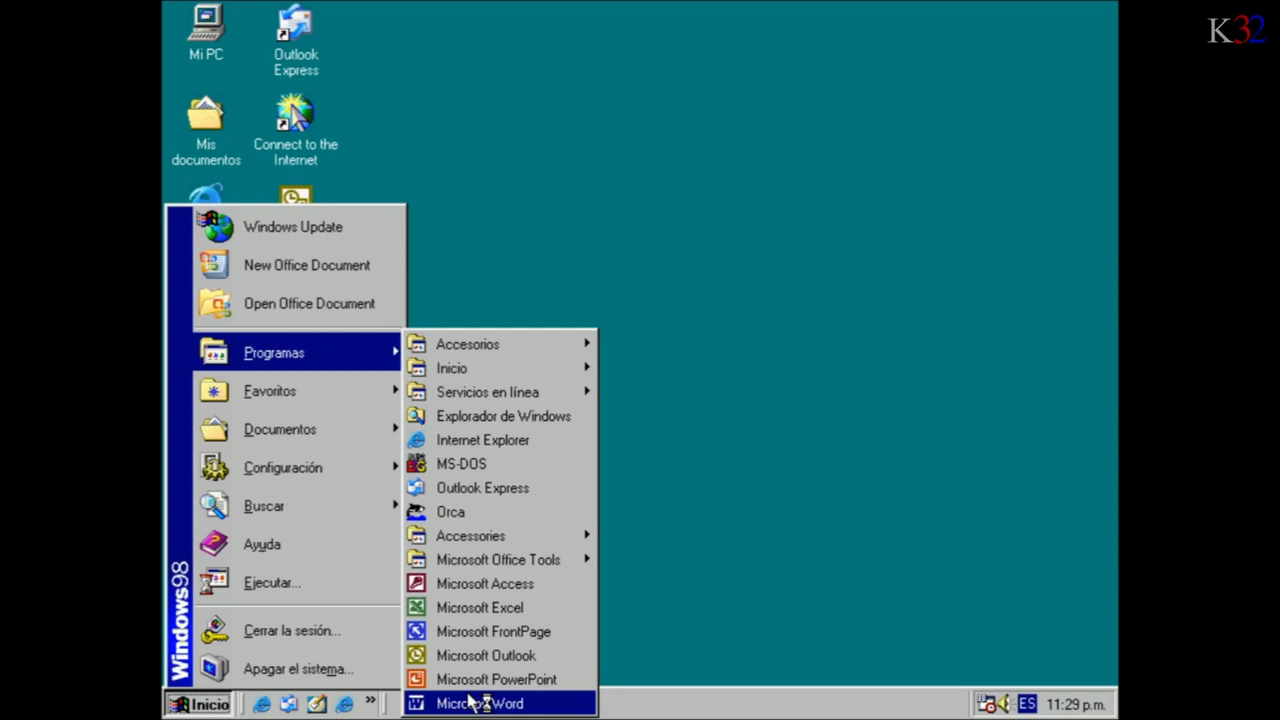 K32
Mi PC
Outlook
Express
Mis
documentos
Connect to the
Internet
Windows Update
New Office Document
Open Office Document
Programas
Favoritos
Documentos
Configuración
Buscar
Ayuda
Ejecutar...
Cerrar la sesión...
Apagar el sistema...
Windows98
Accesorios
Inicio
Servicios en línea
Explorador de Windows
Internet Explorer
MS-DOS
Outlook Express
Orca
Accessories
Microsoft Office Tools
Microsoft Access
Microsoft Excel
Microsoft FrontPage
Microsoft Outlook
Microsoft PowerPoint
Microsoft Word
Inicio
»
ES
11:29 p.m.